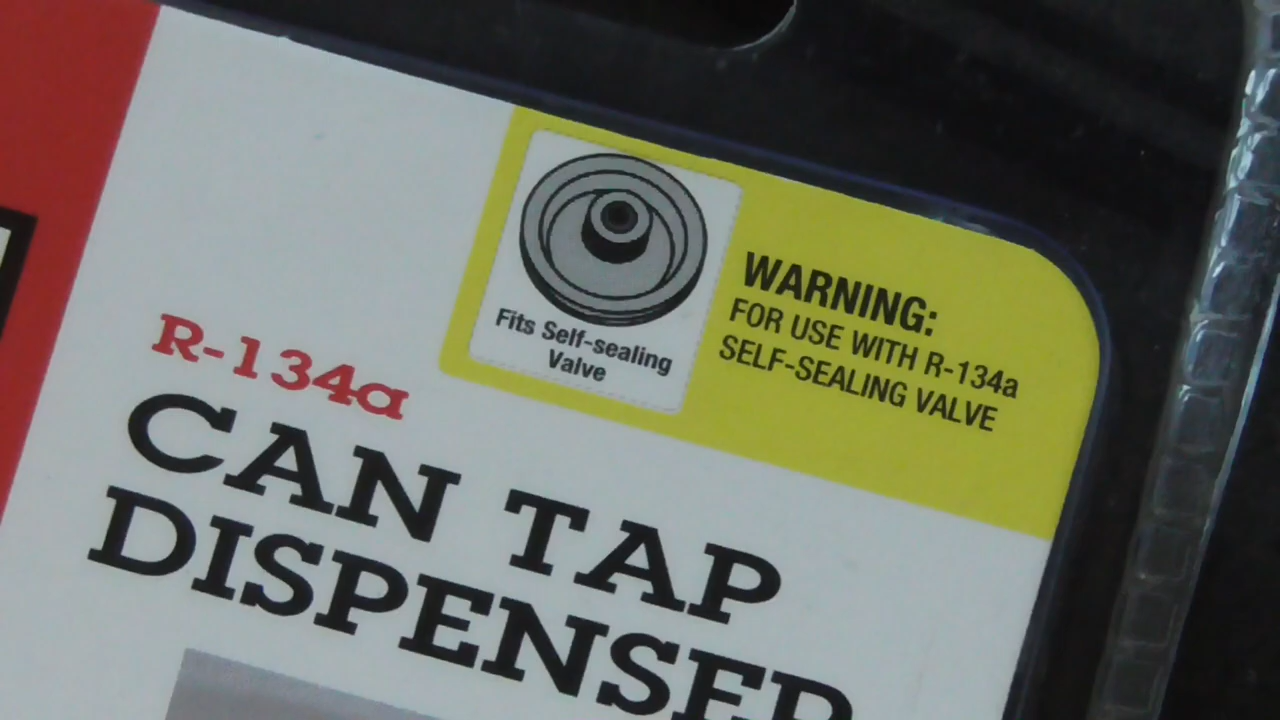 Fits Self-sealing
Valve
WARNING:
FOR USE WITH R-134a
SELF-SEALING VALVE
R-134a
CAN TAP
DISPENSER